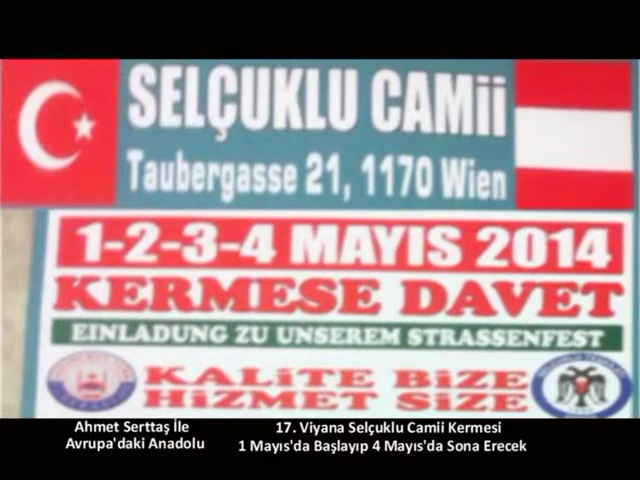 SELÇUKLU CAMii
Taubergasse 21, 1170 Wien
1-2-3-4 MAYIS 2014
KERMESE DAVET
EINLADUNG ZU UNSEREM STRASSENFEST
KALiTE BiZE
HiZMET SiZE
Ahmet Serttaş İle
Avrupa'daki Anadolu
17. Viyana Selçuklu Camii Kermesi
1 Mayıs'da Başlayıp 4 Mayıs'da Sona Erecek